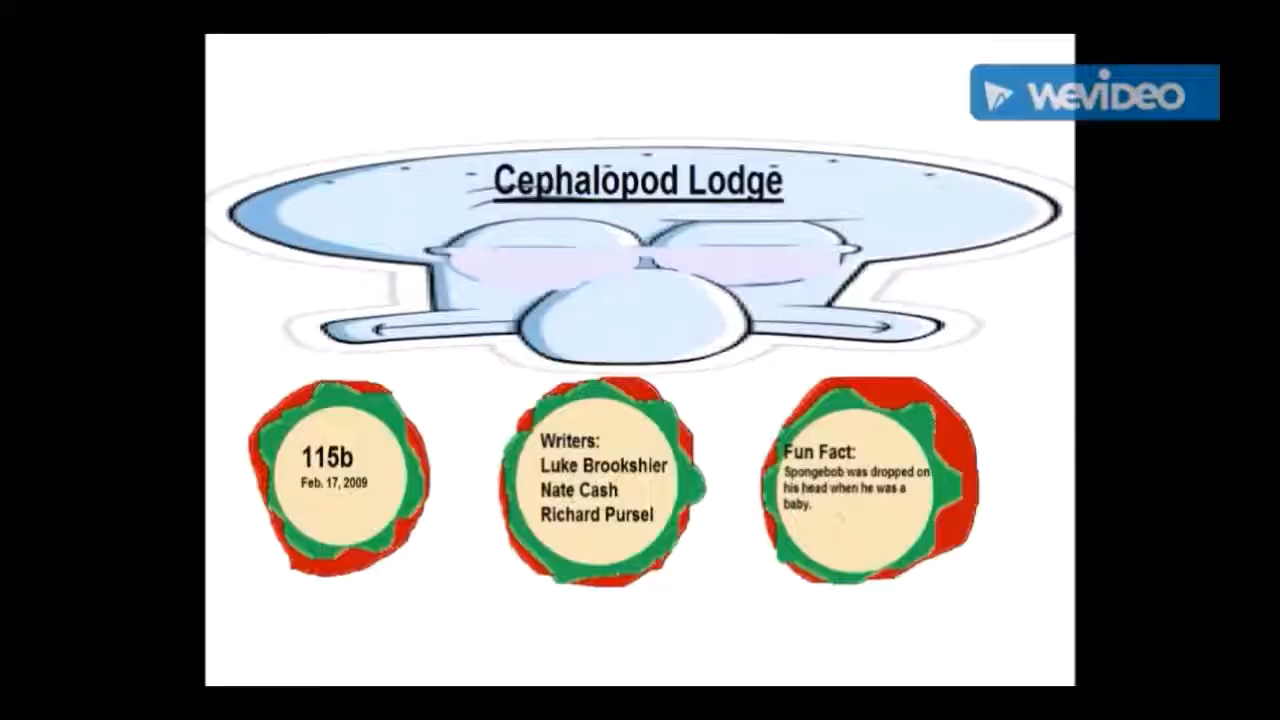 WeVIDEO
Cephalopod Lodge
115b
Feb. 17, 2009
Writers:
Luke Brookshier
Nate Cash
Richard Pursel
Fun Fact:
Spongebob was dropped on
his head when he was a
baby.